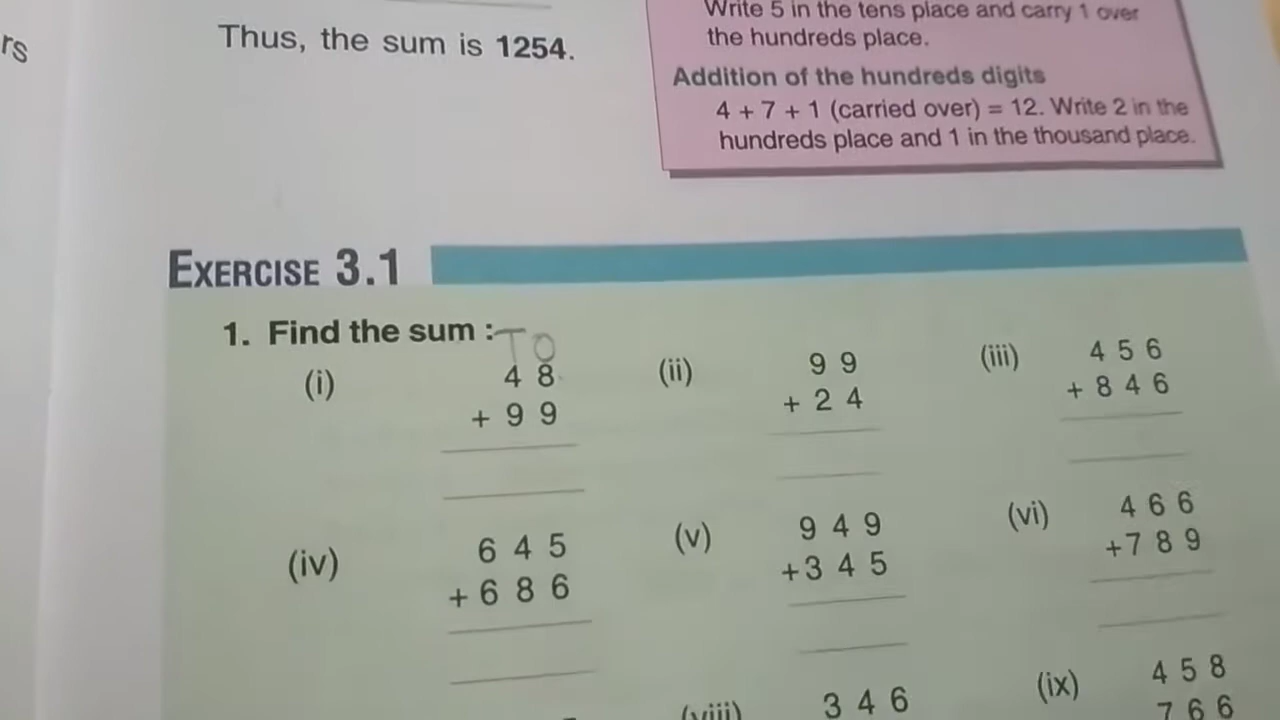 rs
Thus, the sum is 1254.
Write 5 in the tens place and carry 1 over
the hundreds place.
Addition of the hundreds digits
4 + 7 + 1 (carried over) = 12. Write 2 in the
hundreds place and 1 in the thousand place.
EXERCISE 3.1
1. Find the sum :
T O
(i) 4 8
+ 9 9
(ii) 9 9
+ 2 4
(iii) 4 5 6
+ 8 4 6
(iv) 6 4 5
+ 6 8 6
(v) 9 4 9
+3 4 5
(vi) 4 6 6
+7 8 9
(viii) 3 4 6
(ix) 4 5 8
7 6 6